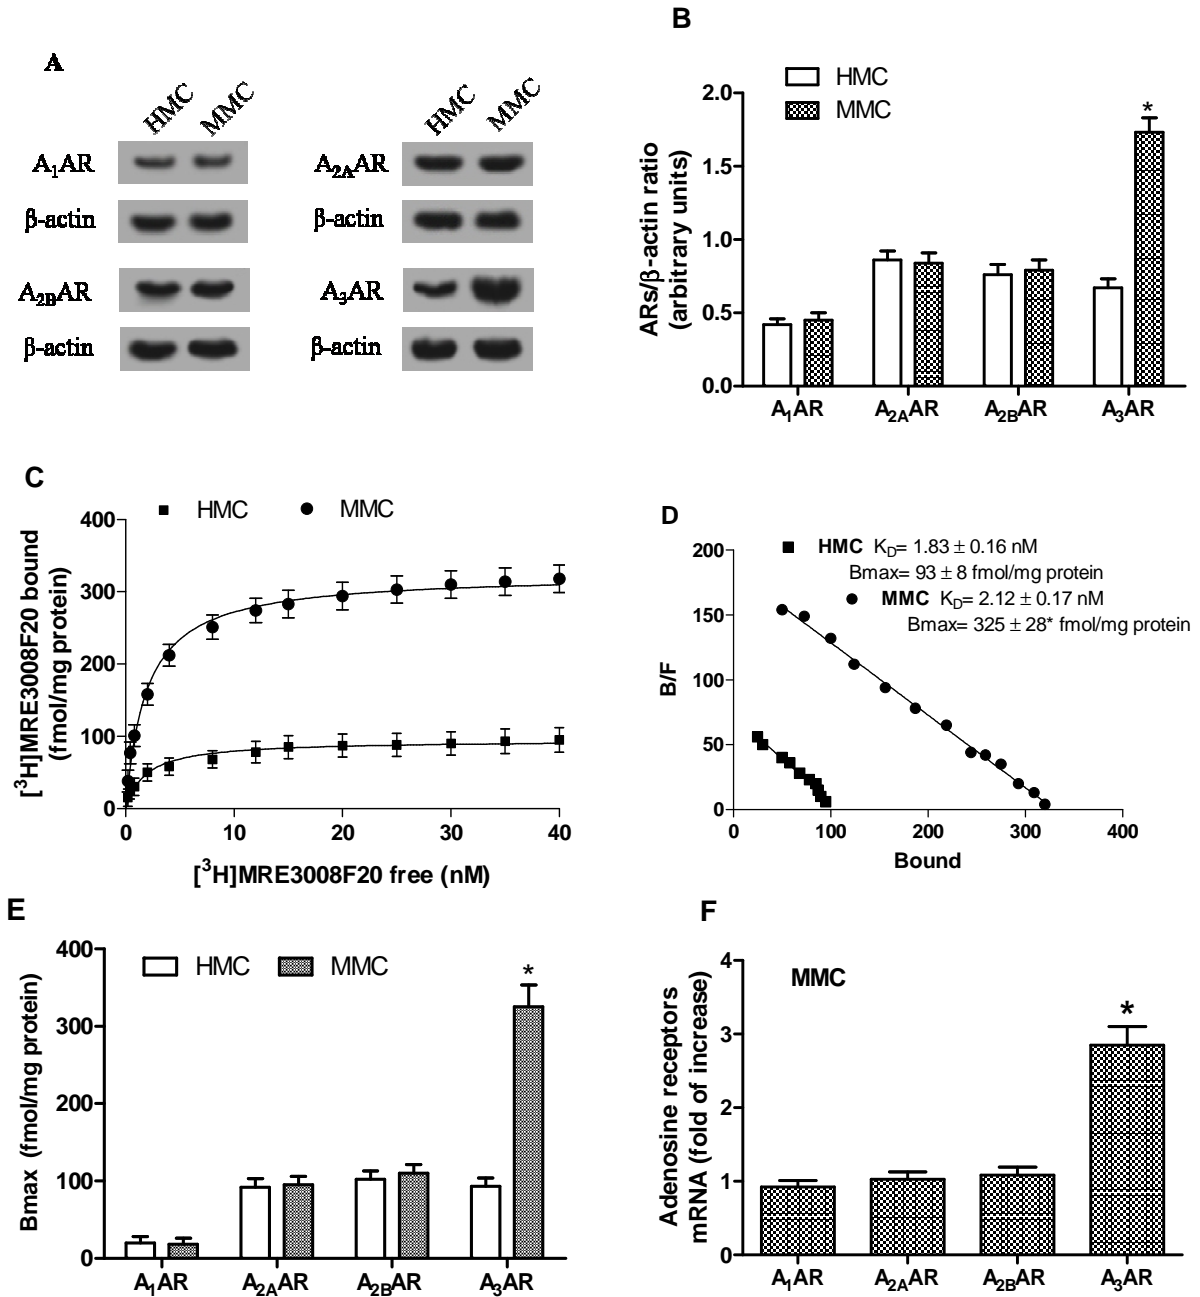 A
HMC MMC
HMC MMC
A1AR
β-actin
A2BAR
β-actin
A2AAR
β-actin
A3AR
β-actin
B
HMC
MMC
ARs/β-actin ratio
(arbitrary units)
2.0
1.5
1.0
0.5
0.0
*
A1AR A2AAR A2BAR A3AR
C
HMC MMC
[3H]MRE3008F20 bound
(fmol/mg protein)
400
300
200
100
0
0 10 20 30 40
[3H]MRE3008F20 free (nM)
D
HMC KD= 1.83 ± 0.16 nM
Bmax= 93 ± 8 fmol/mg protein
MMC KD= 2.12 ± 0.17 nM
Bmax= 325 ± 28* fmol/mg protein
B/F
200
150
100
50
0
0 100 200 300 400
Bound
E
HMC MMC
Bmax (fmol/mg protein)
400
300
200
100
0
*
A1AR A2AAR A2BAR A3AR
F
MMC
Adenosine receptors
mRNA (fold of increase)
4
3
2
1
0
*
A1AR A2AAR A2BAR A3AR